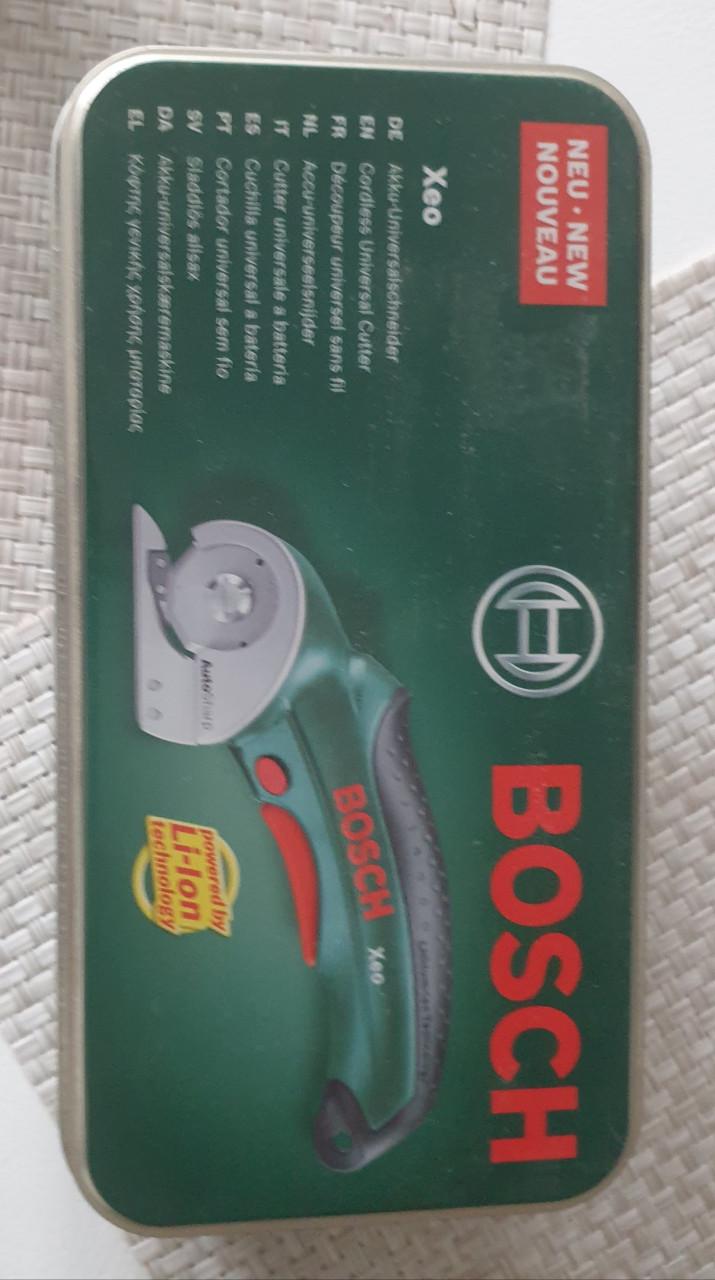 NEU · NEW
NOUVEAU
BOSCH
Xeo
DE Akku-Universalschneider
EN Cordless Universal Cutter
FR Découpeur universel sans fil
NL Accu-universeelsnijder
IT Cutter universale a batteria
ES Cuchilla universal a batería
PT Cortador universal sem fio
SV Sladdlös allsax
DA Akku-universalskæremaskine
EL Κόφτης γενικής χρήσης μπαταρίας
AutoSharp
BOSCH Xeo
powered by
Li-Ion
technology